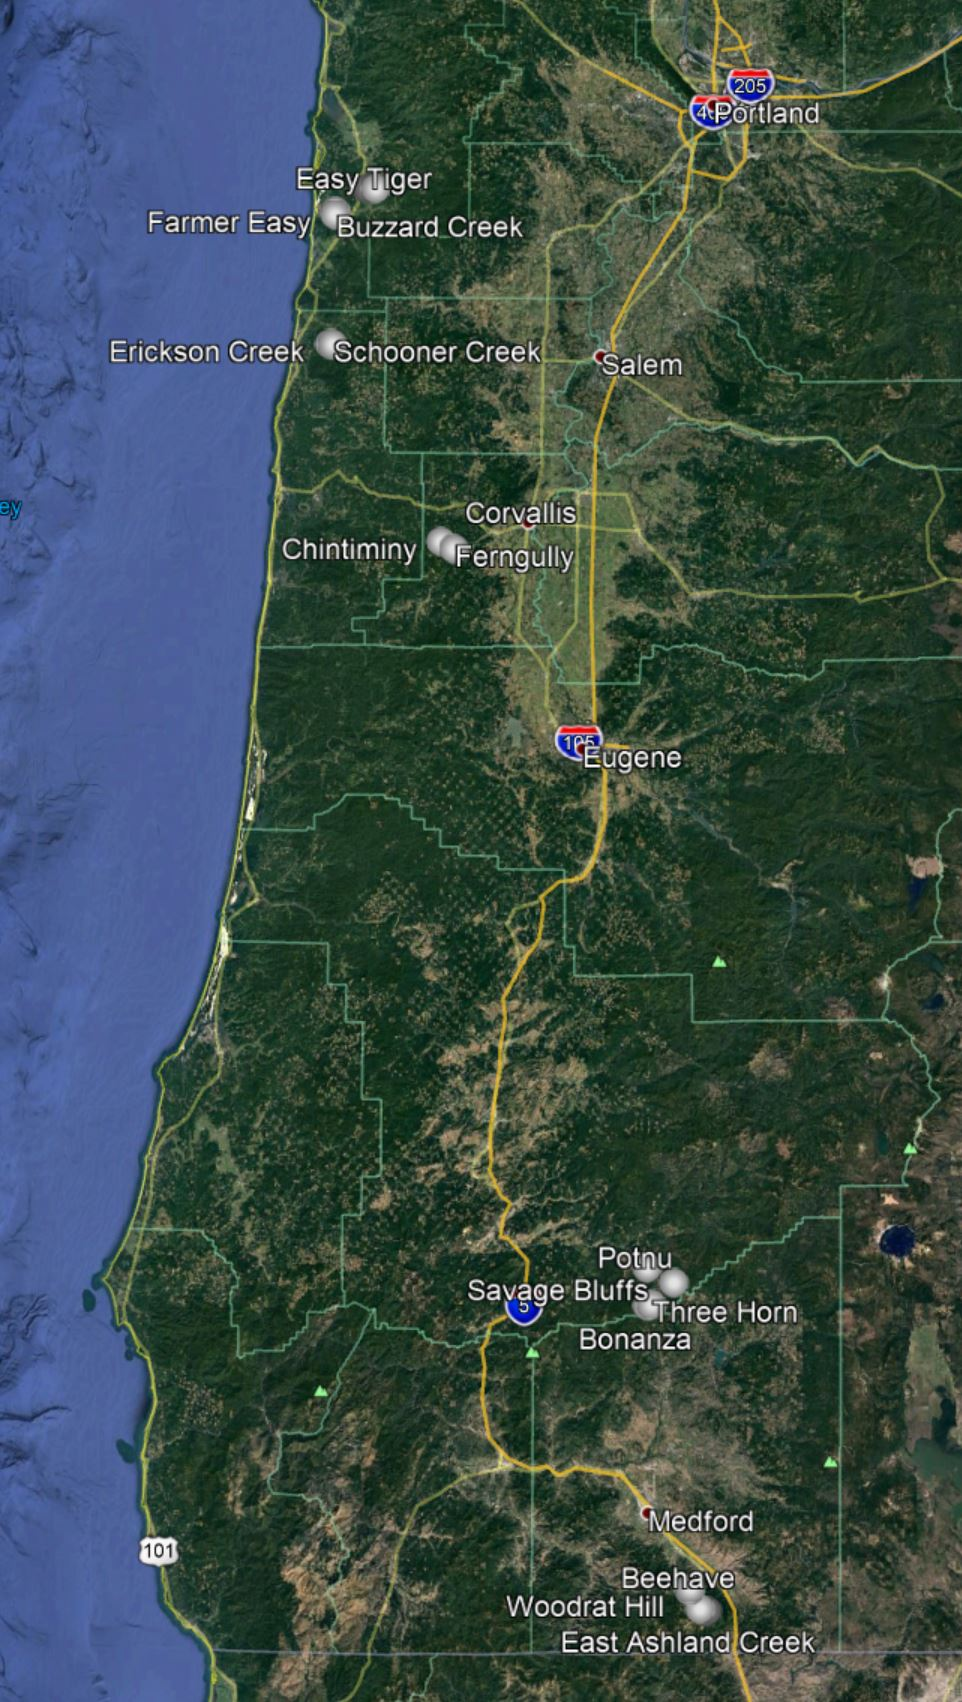 205
Portland
Easy Tiger
Farmer Easy
Buzzard Creek
Erickson Creek
Schooner Creek
Salem
ey
Corvallis
Chintiminy
Ferngully
105
Eugene
Potnu
Savage Bluffs
5
Three Horn
Bonanza
Medford
101
Beehave
Woodrat Hill
East Ashland Creek